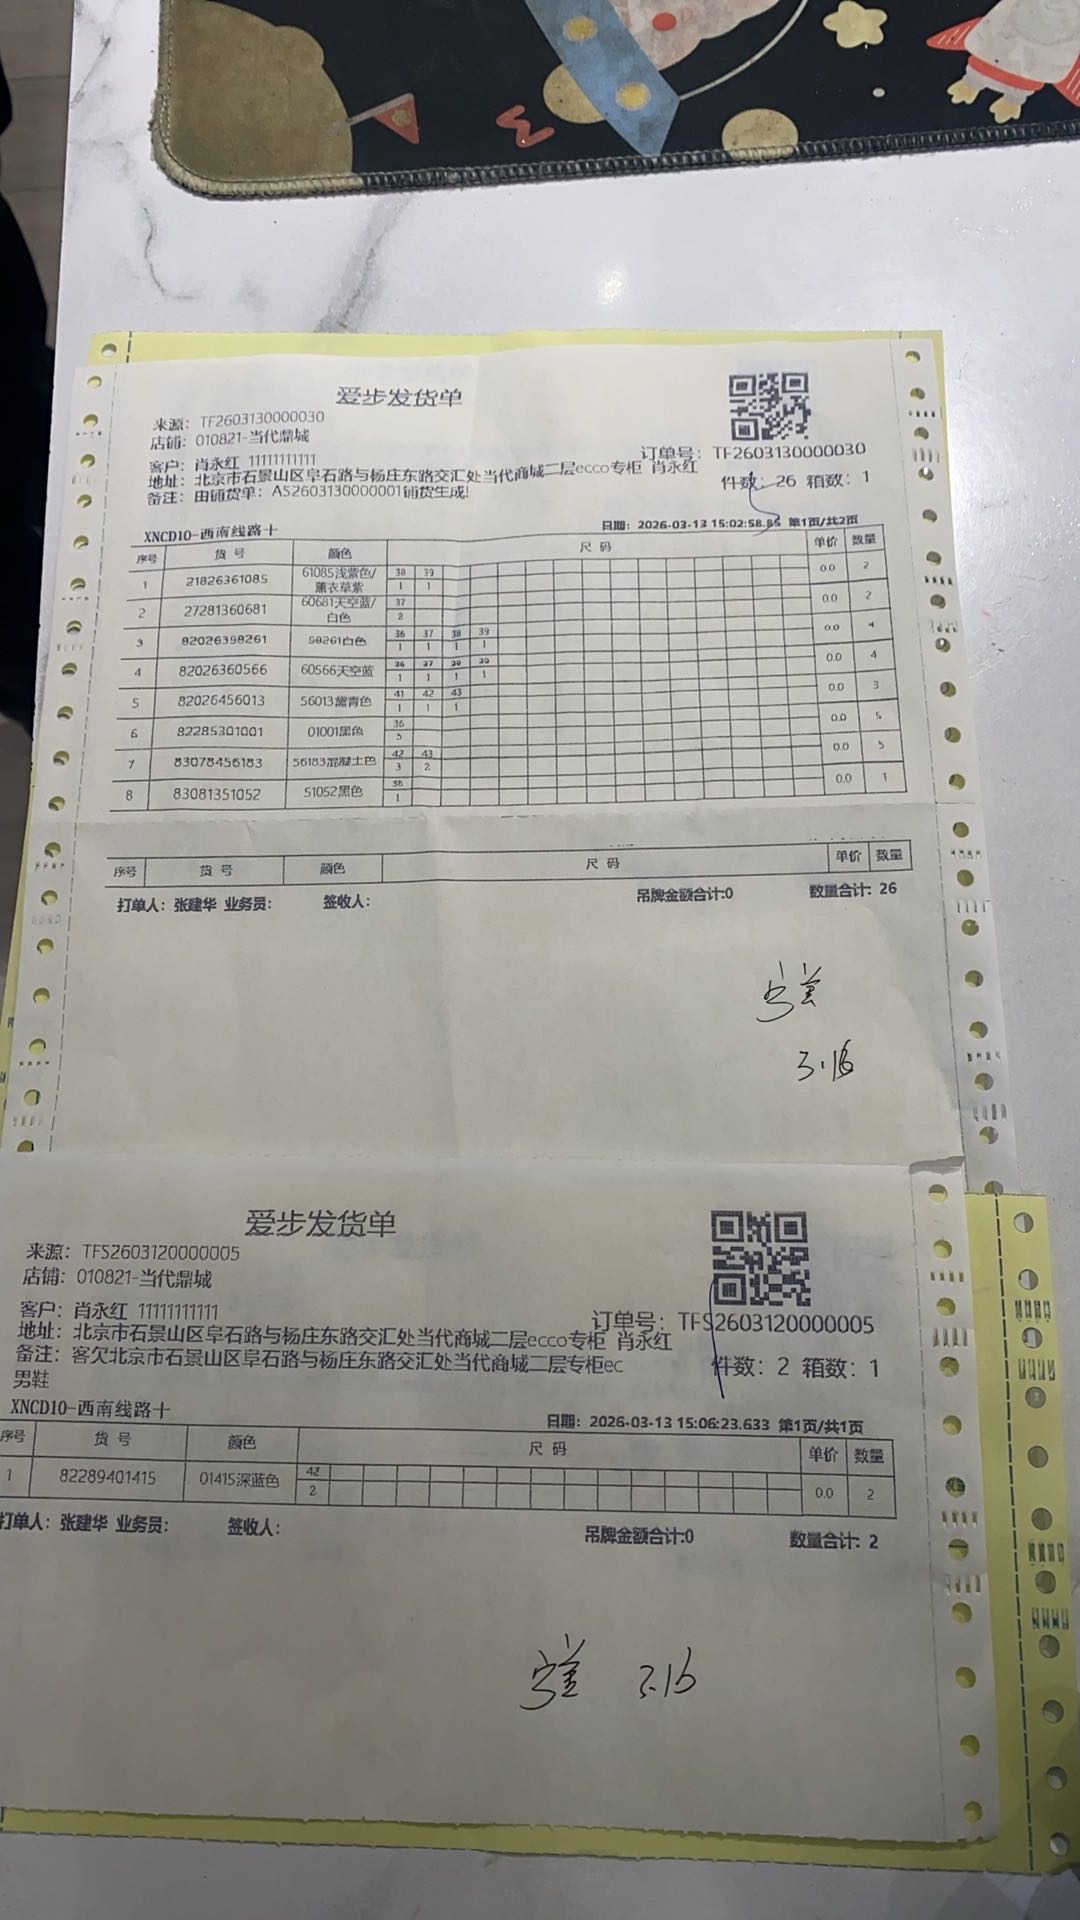 爱步发货单
来源: TF2603130000030
店铺: 010821-当代鼎城
订单号: TF2603130000030
客户: 肖永红 11111111111
地址: 北京市石景山区阜石路与杨庄东路交汇处当代商城二层ecco专柜 肖永红
件数: 26 箱数: 1
备注: 由铺货单: AS2603130000001铺货生成!
XNCD10-西南线路十
日期: 2026-03-13 15:02:58.85 第1页/共2页
序号 货号 颜色 尺码 单价 数量
1 21826361085 61085浅紫色/薰衣草紫 38 39 0.0 2
1 1
2 27281360681 60681天空蓝/白色 37 0.0 2
2
3 82026398261 58261白色 36 37 38 39 0.0 4
1 1 1 1
4 82026360566 60566天空蓝 36 37 38 39 0.0 4
1 1 1 1
5 82026456013 56013黛青色 41 42 43 0.0 3
1 1 1
6 82285301001 01001黑色 36 0.0 5
5
7 83078456183 56183混凝土色 42 43 0.0 5
3 2
8 83081351052 51052黑色 36 0.0 1
1
序号 货号 颜色 尺码 单价 数量
打单人: 张建华 业务员: 签收人: 吊牌金额合计:0 数量合计: 26
3.16
爱步发货单
来源: TFS2603120000005
店铺: 010821-当代鼎城
客户: 肖永红 11111111111
订单号: TFS2603120000005
地址: 北京市石景山区阜石路与杨庄东路交汇处当代商城二层ecco专柜 肖永红
备注: 客欠北京市石景山区阜石路与杨庄东路交汇处当代商城二层专柜ec
件数: 2 箱数: 1
男鞋
XNCD10-西南线路十
日期: 2026-03-13 15:06:23.633 第1页/共1页
序号 货号 颜色 尺码 单价 数量
1 82289401415 01415深蓝色 42 0.0 2
2
打单人: 张建华 业务员: 签收人: 吊牌金额合计:0 数量合计: 2
3.16